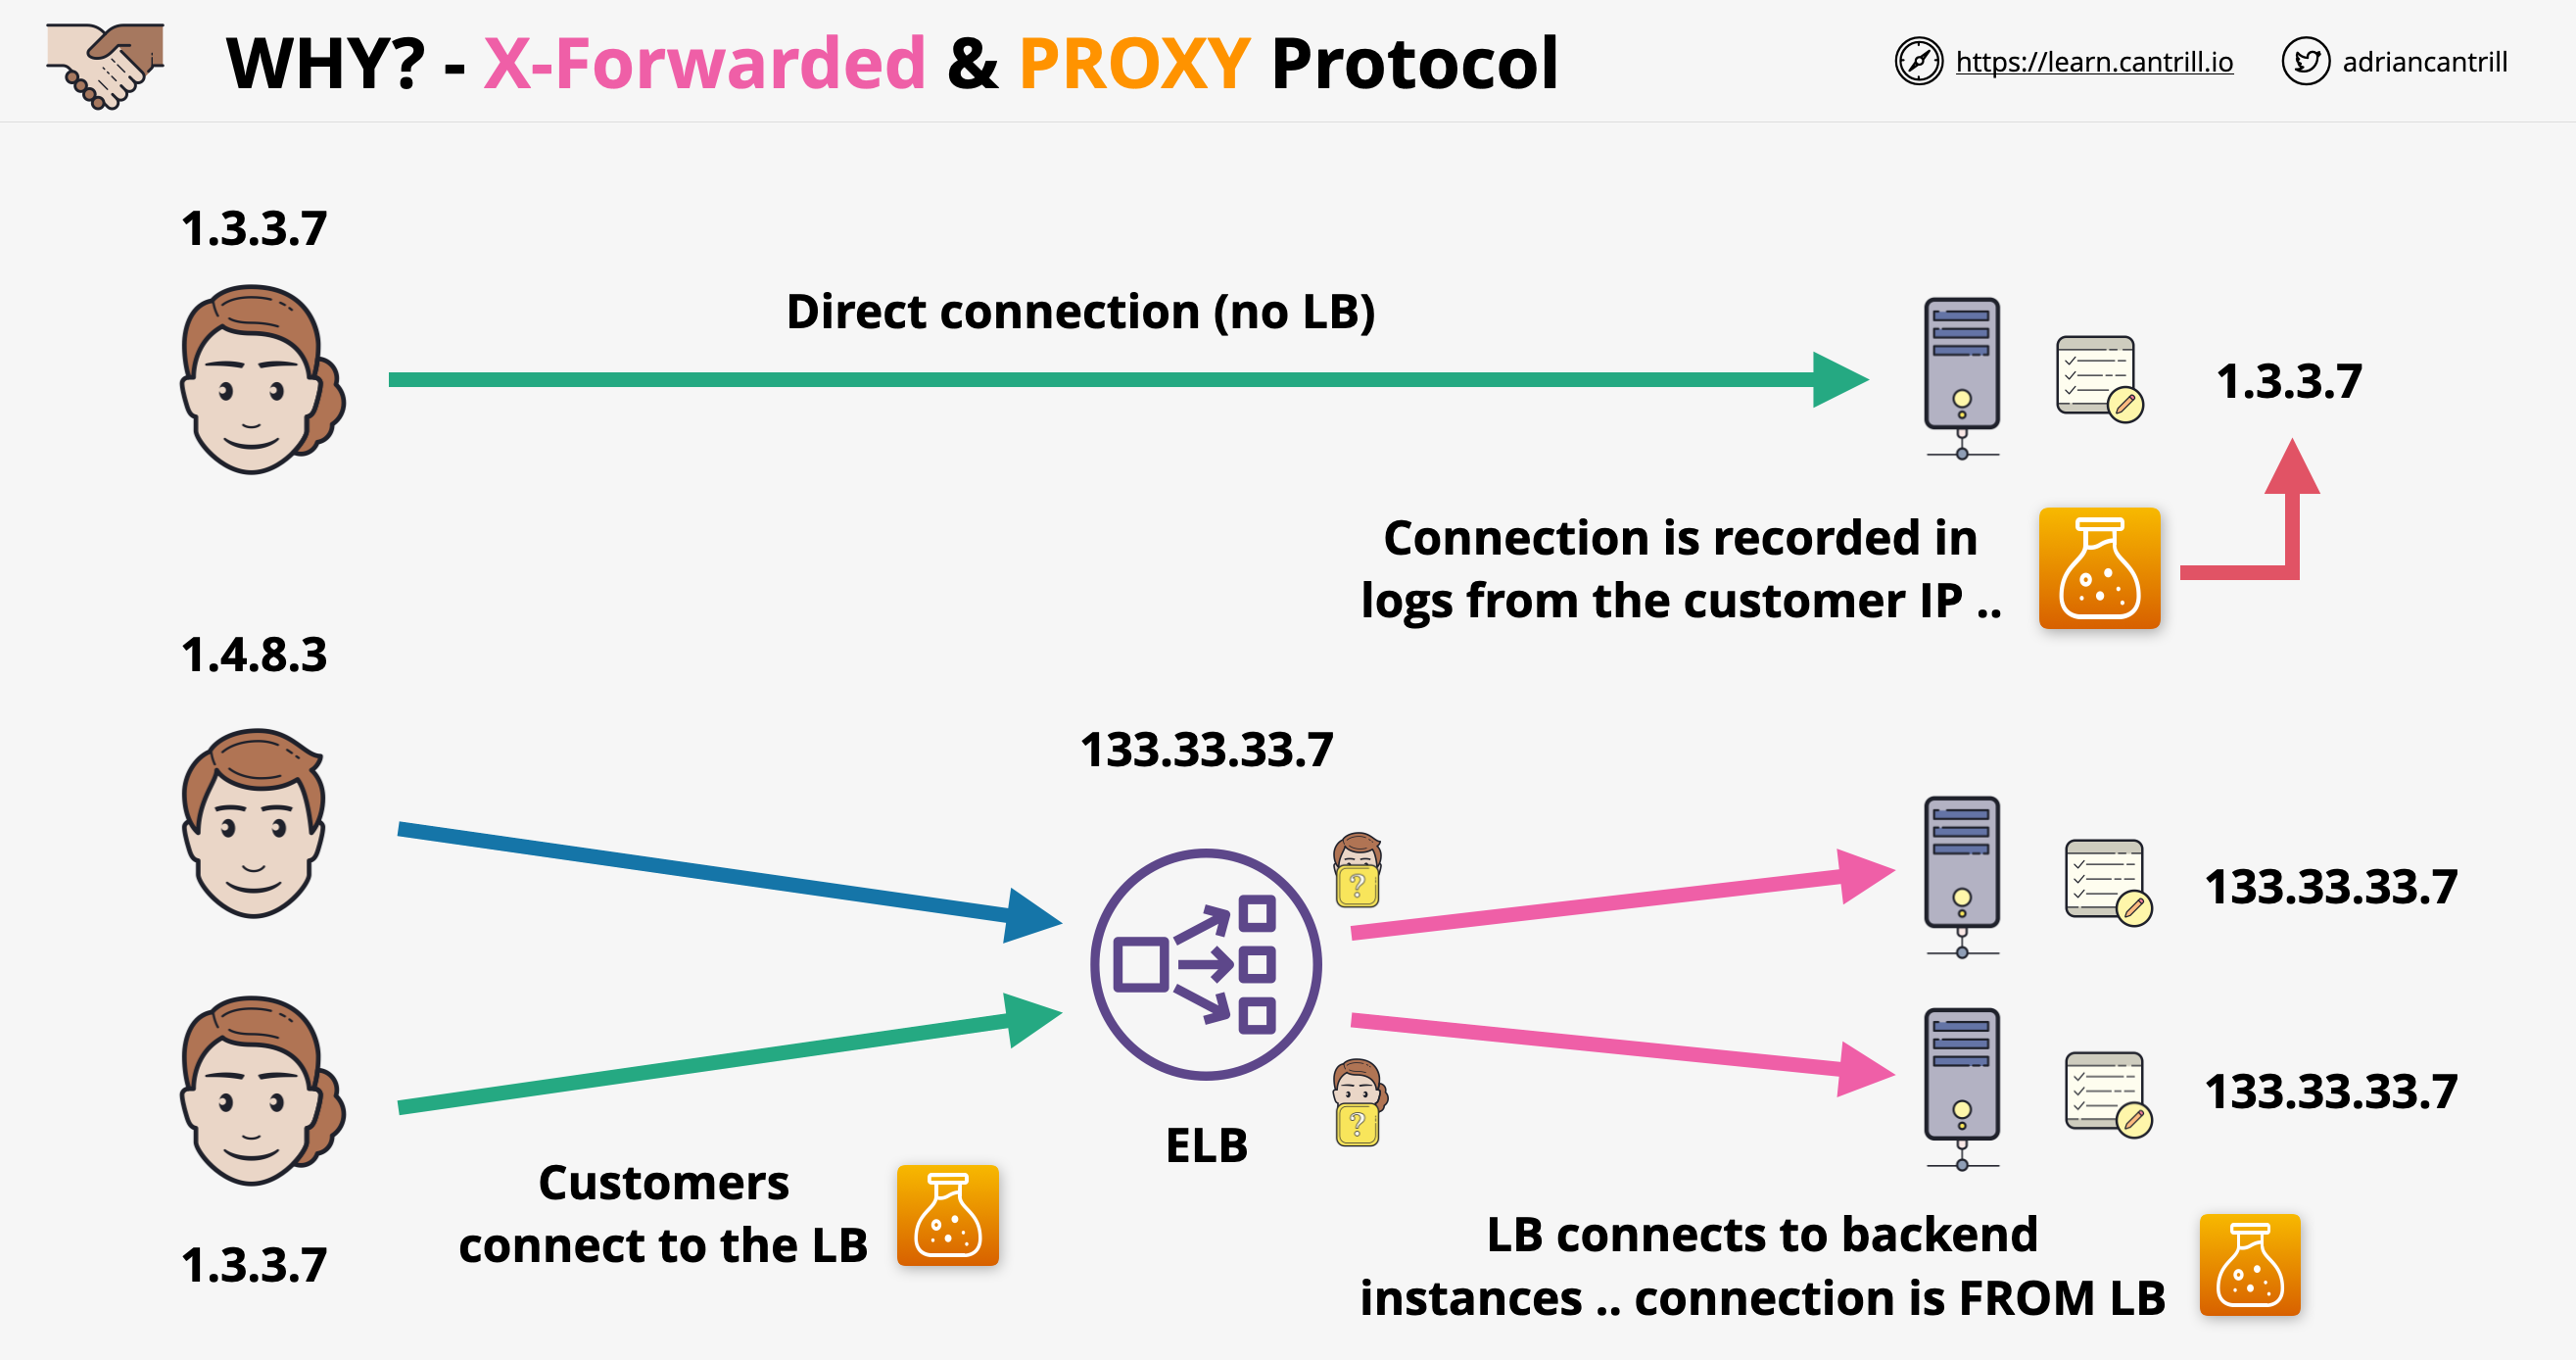 WHY? - X-Forwarded & PROXY Protocol
https://learn.cantrill.io
adriancantrill
1.3.3.7
Direct connection (no LB)
1.3.3.7
Connection is recorded in
logs from the customer IP ..
1.4.8.3
133.33.33.7
?
133.33.33.7
?
133.33.33.7
ELB
Customers
connect to the LB
1.3.3.7
LB connects to backend
instances .. connection is FROM LB